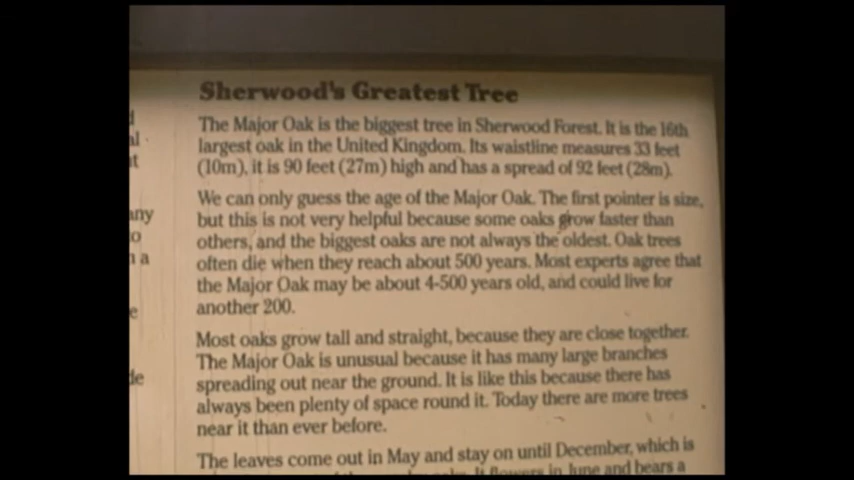 Sherwood's Greatest Tree
The Major Oak is the biggest tree in Sherwood Forest. It is the 16th
largest oak in the United Kingdom. Its waistline measures 33 feet
(10m), it is 90 feet (27m) high and has a spread of 92 feet (28m).
We can only guess the age of the Major Oak. The first pointer is size,
but this is not very helpful because some oaks grow faster than
others, and the biggest oaks are not always the oldest. Oak trees
often die when they reach about 500 years. Most experts agree that
the Major Oak may be about 4-500 years old, and could live for
another 200.
Most oaks grow tall and straight, because they are close together.
The Major Oak is unusual because it has many large branches
spreading out near the ground. It is like this because there has
always been plenty of space round it. Today there are more trees
near it than ever before.
The leaves come out in May and stay on until December, which is
It flowers in June and bears a